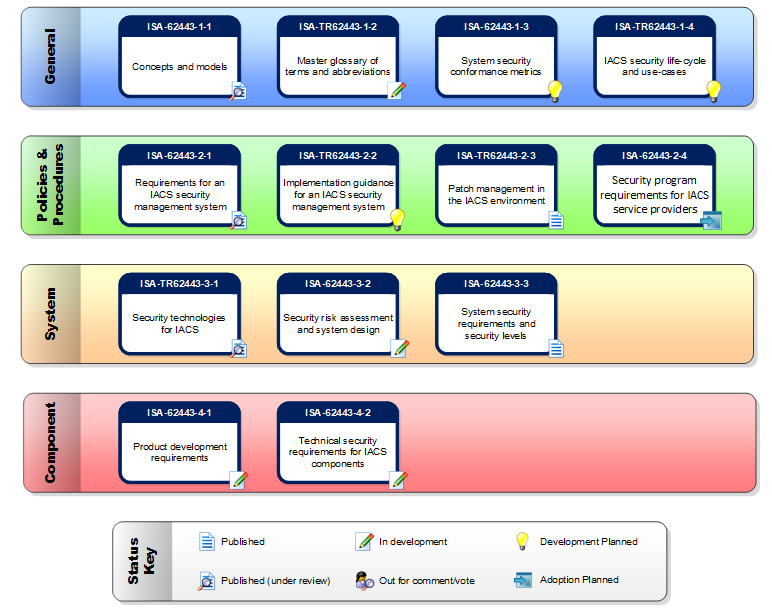 General
ISA-62443-1-1
Concepts and models
ISA-TR62443-1-2
Master glossary of
terms and abbreviations
ISA-62443-1-3
System security
conformance metrics
ISA-TR62443-1-4
IACS security life-cycle
and use-cases
Policies &
Procedures
ISA-62443-2-1
Requirements for an
IACS security
management system
ISA-TR62443-2-2
Implementation guidance
for an IACS security
management system
ISA-TR62443-2-3
Patch management in
the IACS environment
ISA-62443-2-4
Security program
requirements for IACS
service providers
System
ISA-TR62443-3-1
Security technologies
for IACS
ISA-62443-3-2
Security risk assessment
and system design
ISA-62443-3-3
System security
requirements and
security levels
Component
ISA-62443-4-1
Product development
requirements
ISA-62443-4-2
Technical security
requirements for IACS
components
Status
Key
Published
In development
Development Planned
Published (under review)
Out for comment/vote
Adoption Planned